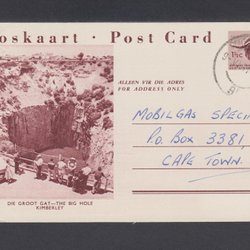 oskaart · Post Card
ALLEEN VIR DIE ADRES
FOR ADDRESS ONLY
MOBILGAS SPECI
P.O. BOX 3381,
CAPE TOWN.
DIE GROOT GAT—THE BIG HOLE
KIMBERLEY